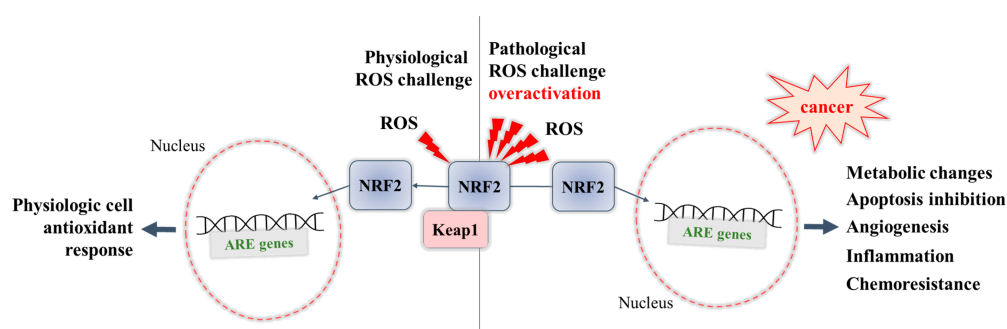 Physiological
ROS challenge
Pathological
ROS challenge
overactivation
cancer
ROS
ROS
Nucleus
NRF2
NRF2
NRF2
Keap1
ARE genes
Physiologic cell
antioxidant
response
ARE genes
Nucleus
Metabolic changes
Apoptosis inhibition
Angiogenesis
Inflammation
Chemoresistance